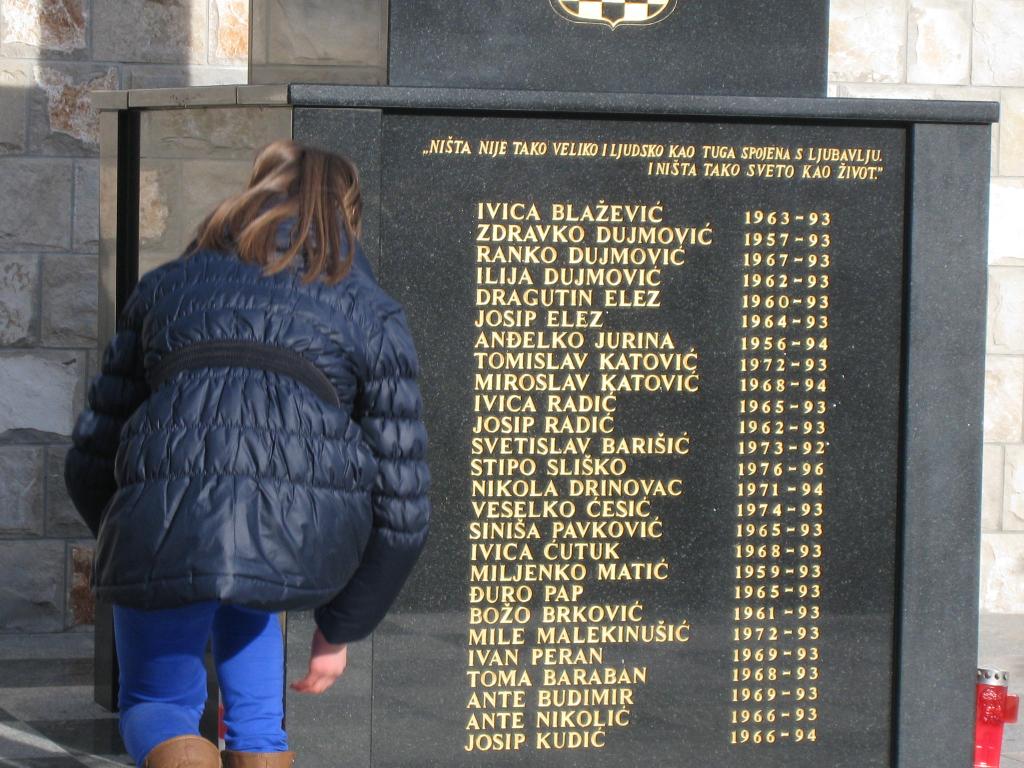 „NIŠTA NIJE TAKO VELIKO I LJUDSKO KAO TUGA SPOJENA S LJUBAVLJU.
I NIŠTA TAKO SVETO KAO ŽIVOT.”
IVICA BLAŽEVIĆ 1963-93
ZDRAVKO DUJMOVIĆ 1957-93
RANKO DUJMOVIĆ 1967-93
ILIJA DUJMOVIĆ 1962-93
DRAGUTIN ELEZ 1960-93
JOSIP ELEZ 1964-93
ANĐELKO JURINA 1956-94
TOMISLAV KATOVIĆ 1972-93
MIROSLAV KATOVIĆ 1968-94
IVICA RADIĆ 1965-93
JOSIP RADIĆ 1962-93
SVETISLAV BARIŠIĆ 1973-92
STIPO SLIŠKO 1976-96
NIKOLA DRINOVAC 1971-94
VESELKO ĆESIĆ 1974-93
SINIŠA PAVKOVIĆ 1965-93
IVICA ĆUTUK 1968-93
MILJENKO MATIĆ 1959-93
ĐURO PAP 1965-93
BOŽO BRKOVIĆ 1961-93
MILE MALEKINUŠIĆ 1972-93
IVAN PERAN 1969-93
TOMA BARABAN 1968-93
ANTE BUDIMIR 1969-93
ANTE NIKOLIĆ 1966-93
JOSIP KUDIĆ 1966-94